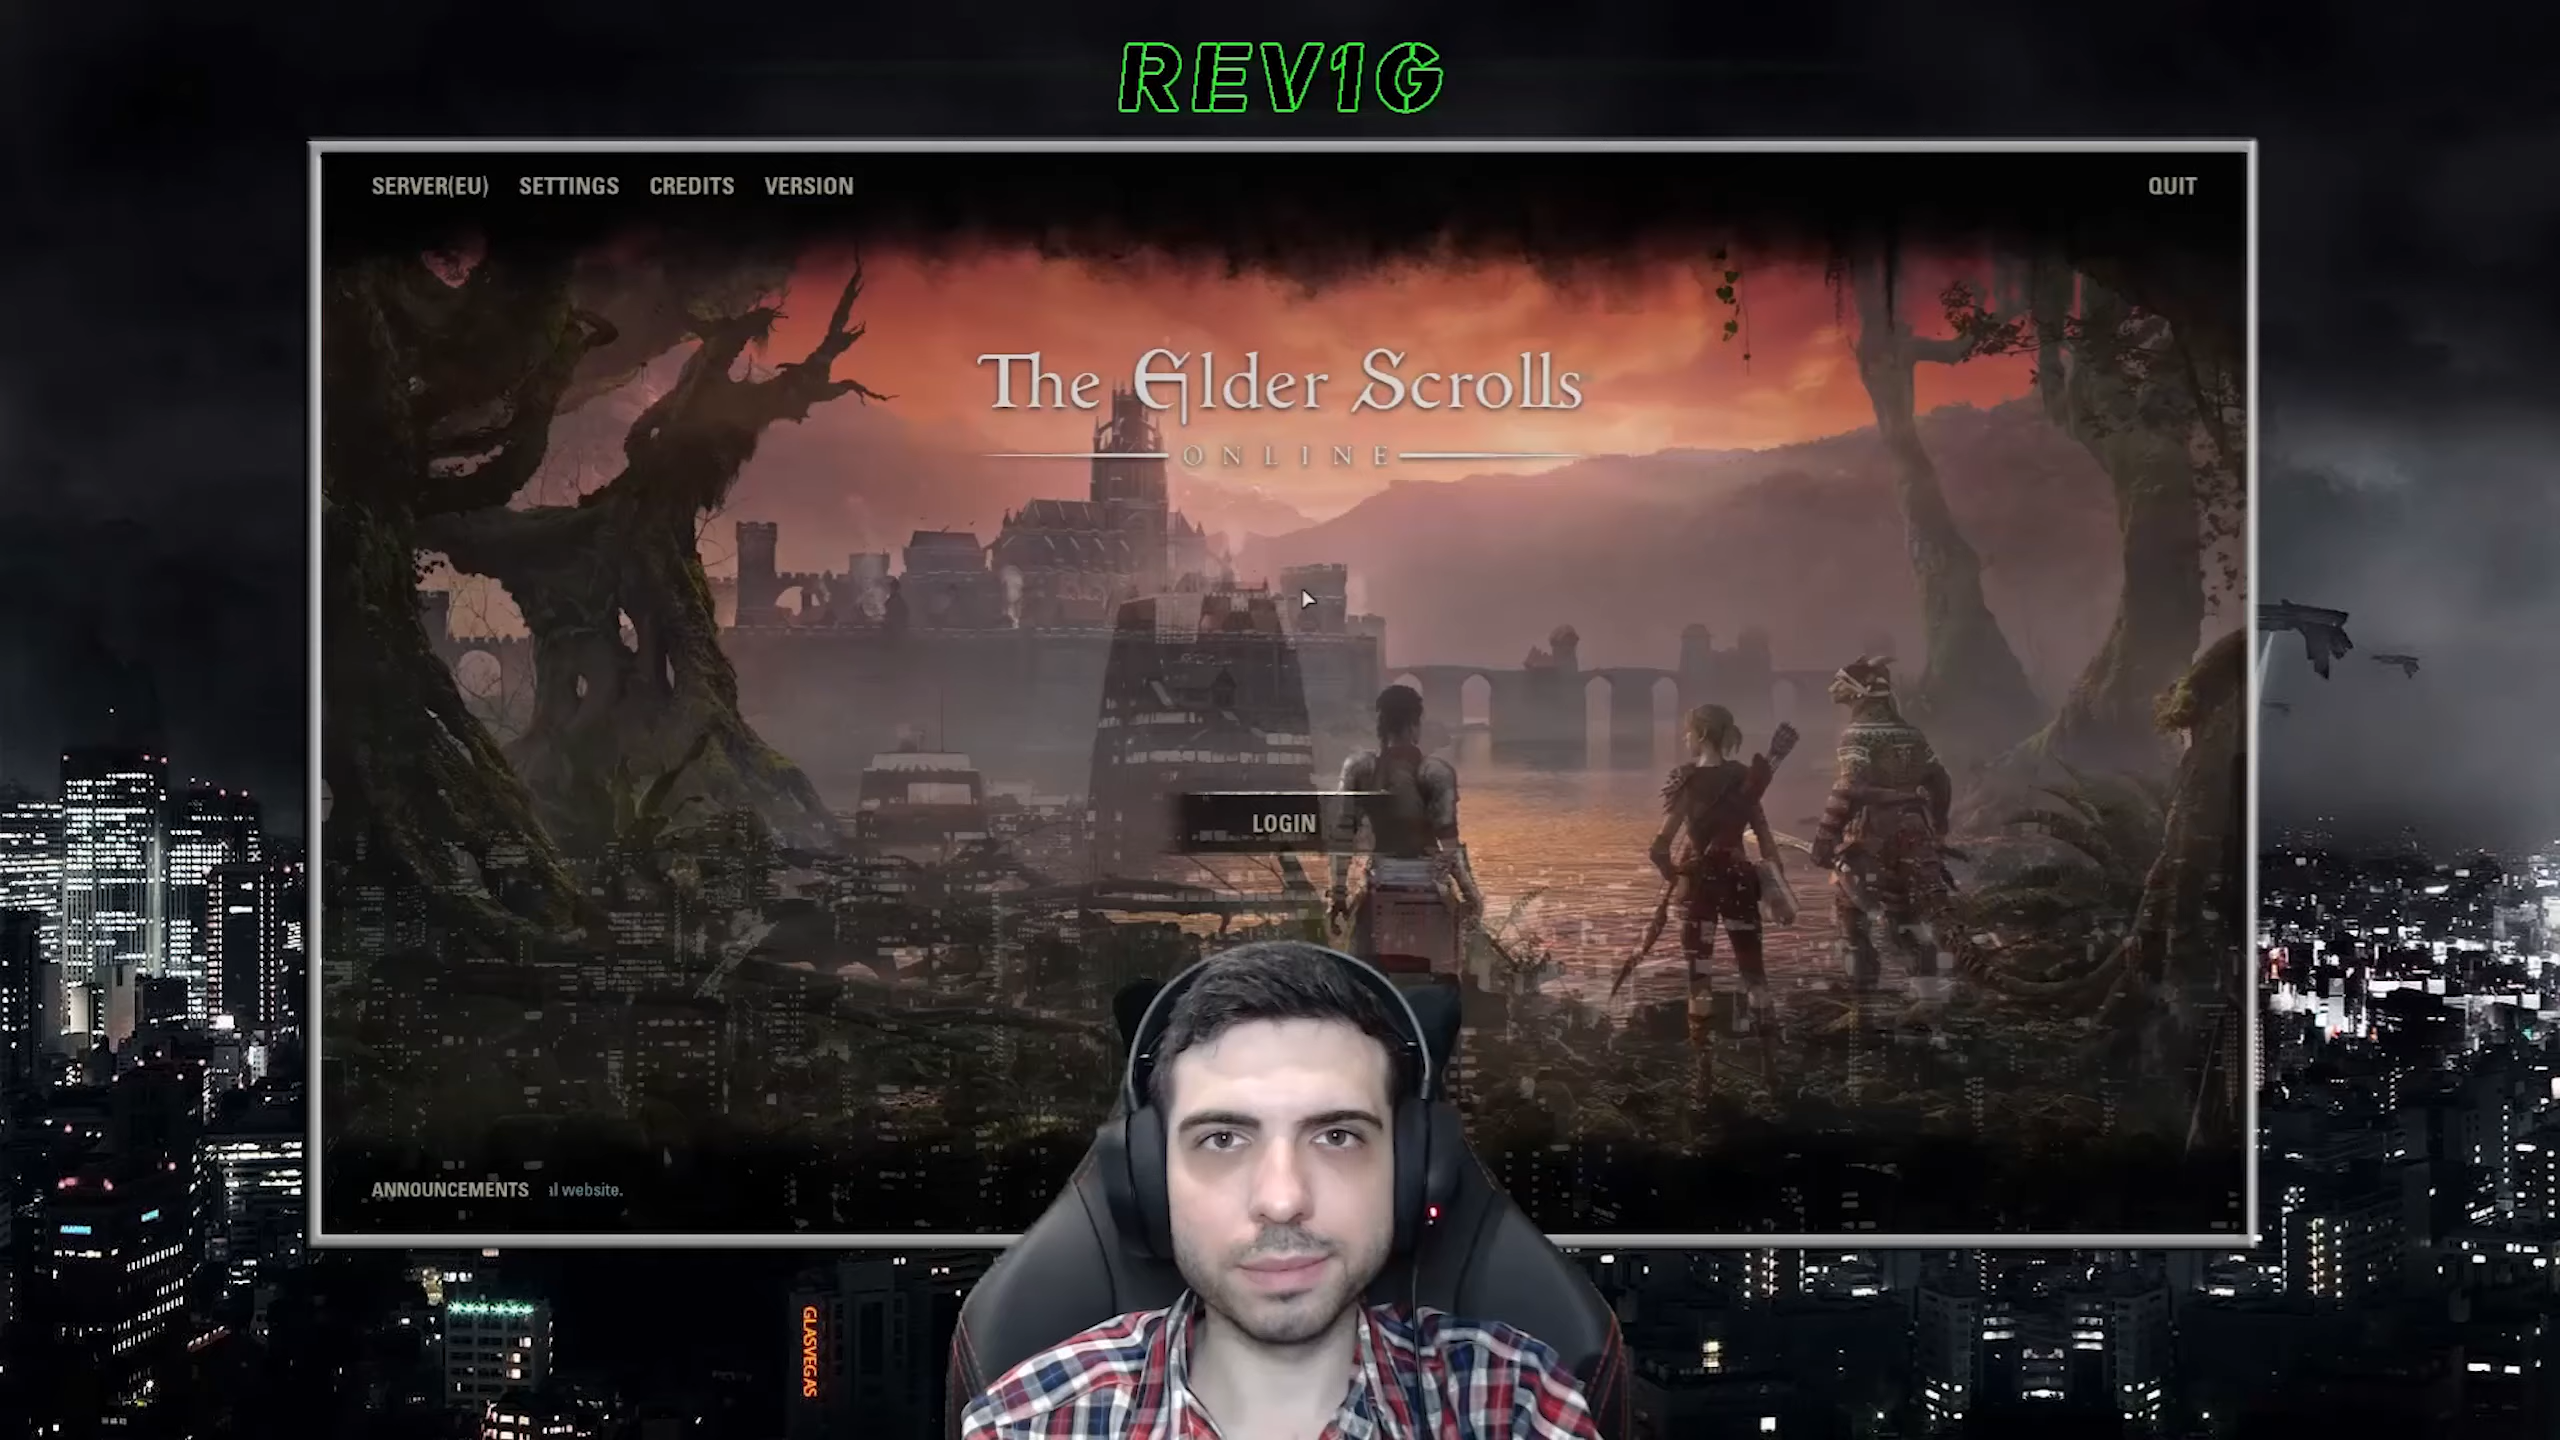 REV1G
SERVER(EU) SETTINGS CREDITS VERSION QUIT
The Elder Scrolls
ONLINE
LOGIN
ANNOUNCEMENTS al website.
GLASVEGAS